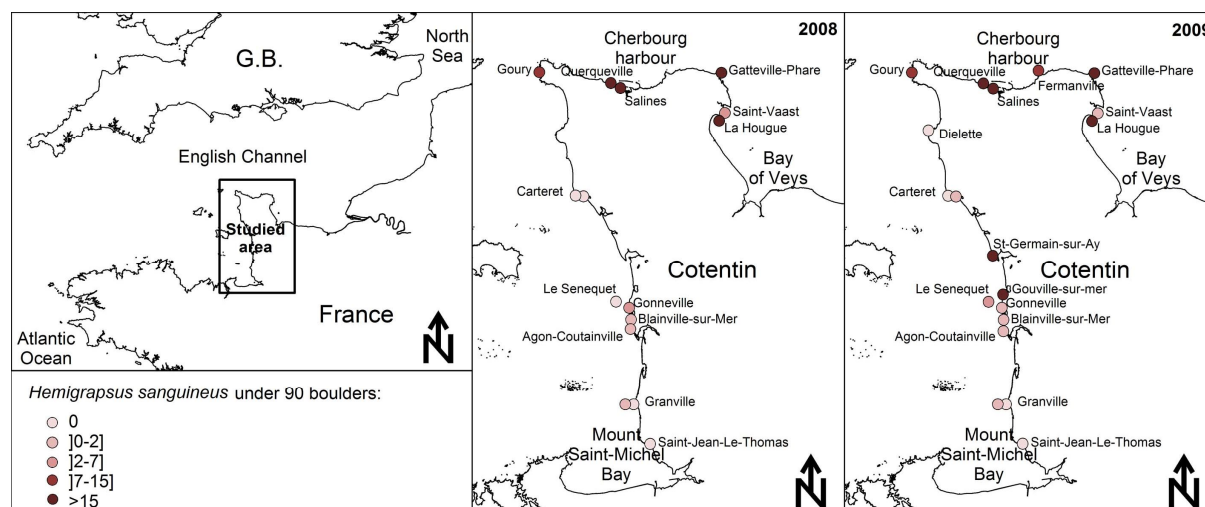 G.B.
North
Sea
English Channel
Studied
area
France
Atlantic
Ocean
N
Hemigrapsus sanguineus under 90 boulders:
0
]0-2]
]2-7]
]7-15]
>15
2008
Cherbourg
harbour
Goury
Querqueville
Gatteville-Phare
Salines
Saint-Vaast
La Hougue
Bay
of Veys
Carteret
Cotentin
Le Senequet
Gonneville
Blainville-sur-Mer
Agon-Coutainville
Granville
Mount
Saint-Michel
Bay
Saint-Jean-Le-Thomas
N
2009
Cherbourg
harbour
Goury
Querqueville
Gatteville-Phare
Fermanville
Salines
Saint-Vaast
La Hougue
Dielette
Bay
of Veys
Carteret
St-Germain-sur-Ay
Cotentin
Le Senequet
Gouville-sur-mer
Gonneville
Blainville-sur-Mer
Agon-Coutainville
Granville
Mount
Saint-Michel
Bay
Saint-Jean-Le-Thomas
N